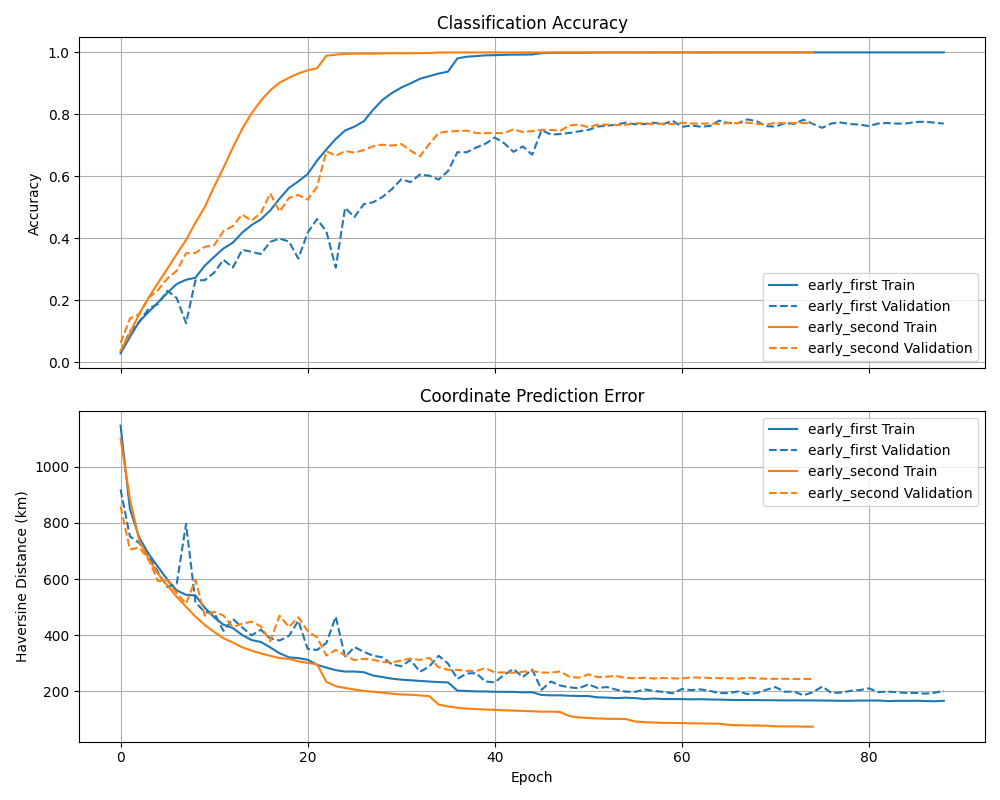 Classification Accuracy
1.0
0.8
0.6
0.4
0.2
0.0
Accuracy
early_first Train
early_first Validation
early_second Train
early_second Validation
Coordinate Prediction Error
1000
800
600
400
200
Haversine Distance (km)
early_first Train
early_first Validation
early_second Train
early_second Validation
0 20 40 60 80
Epoch